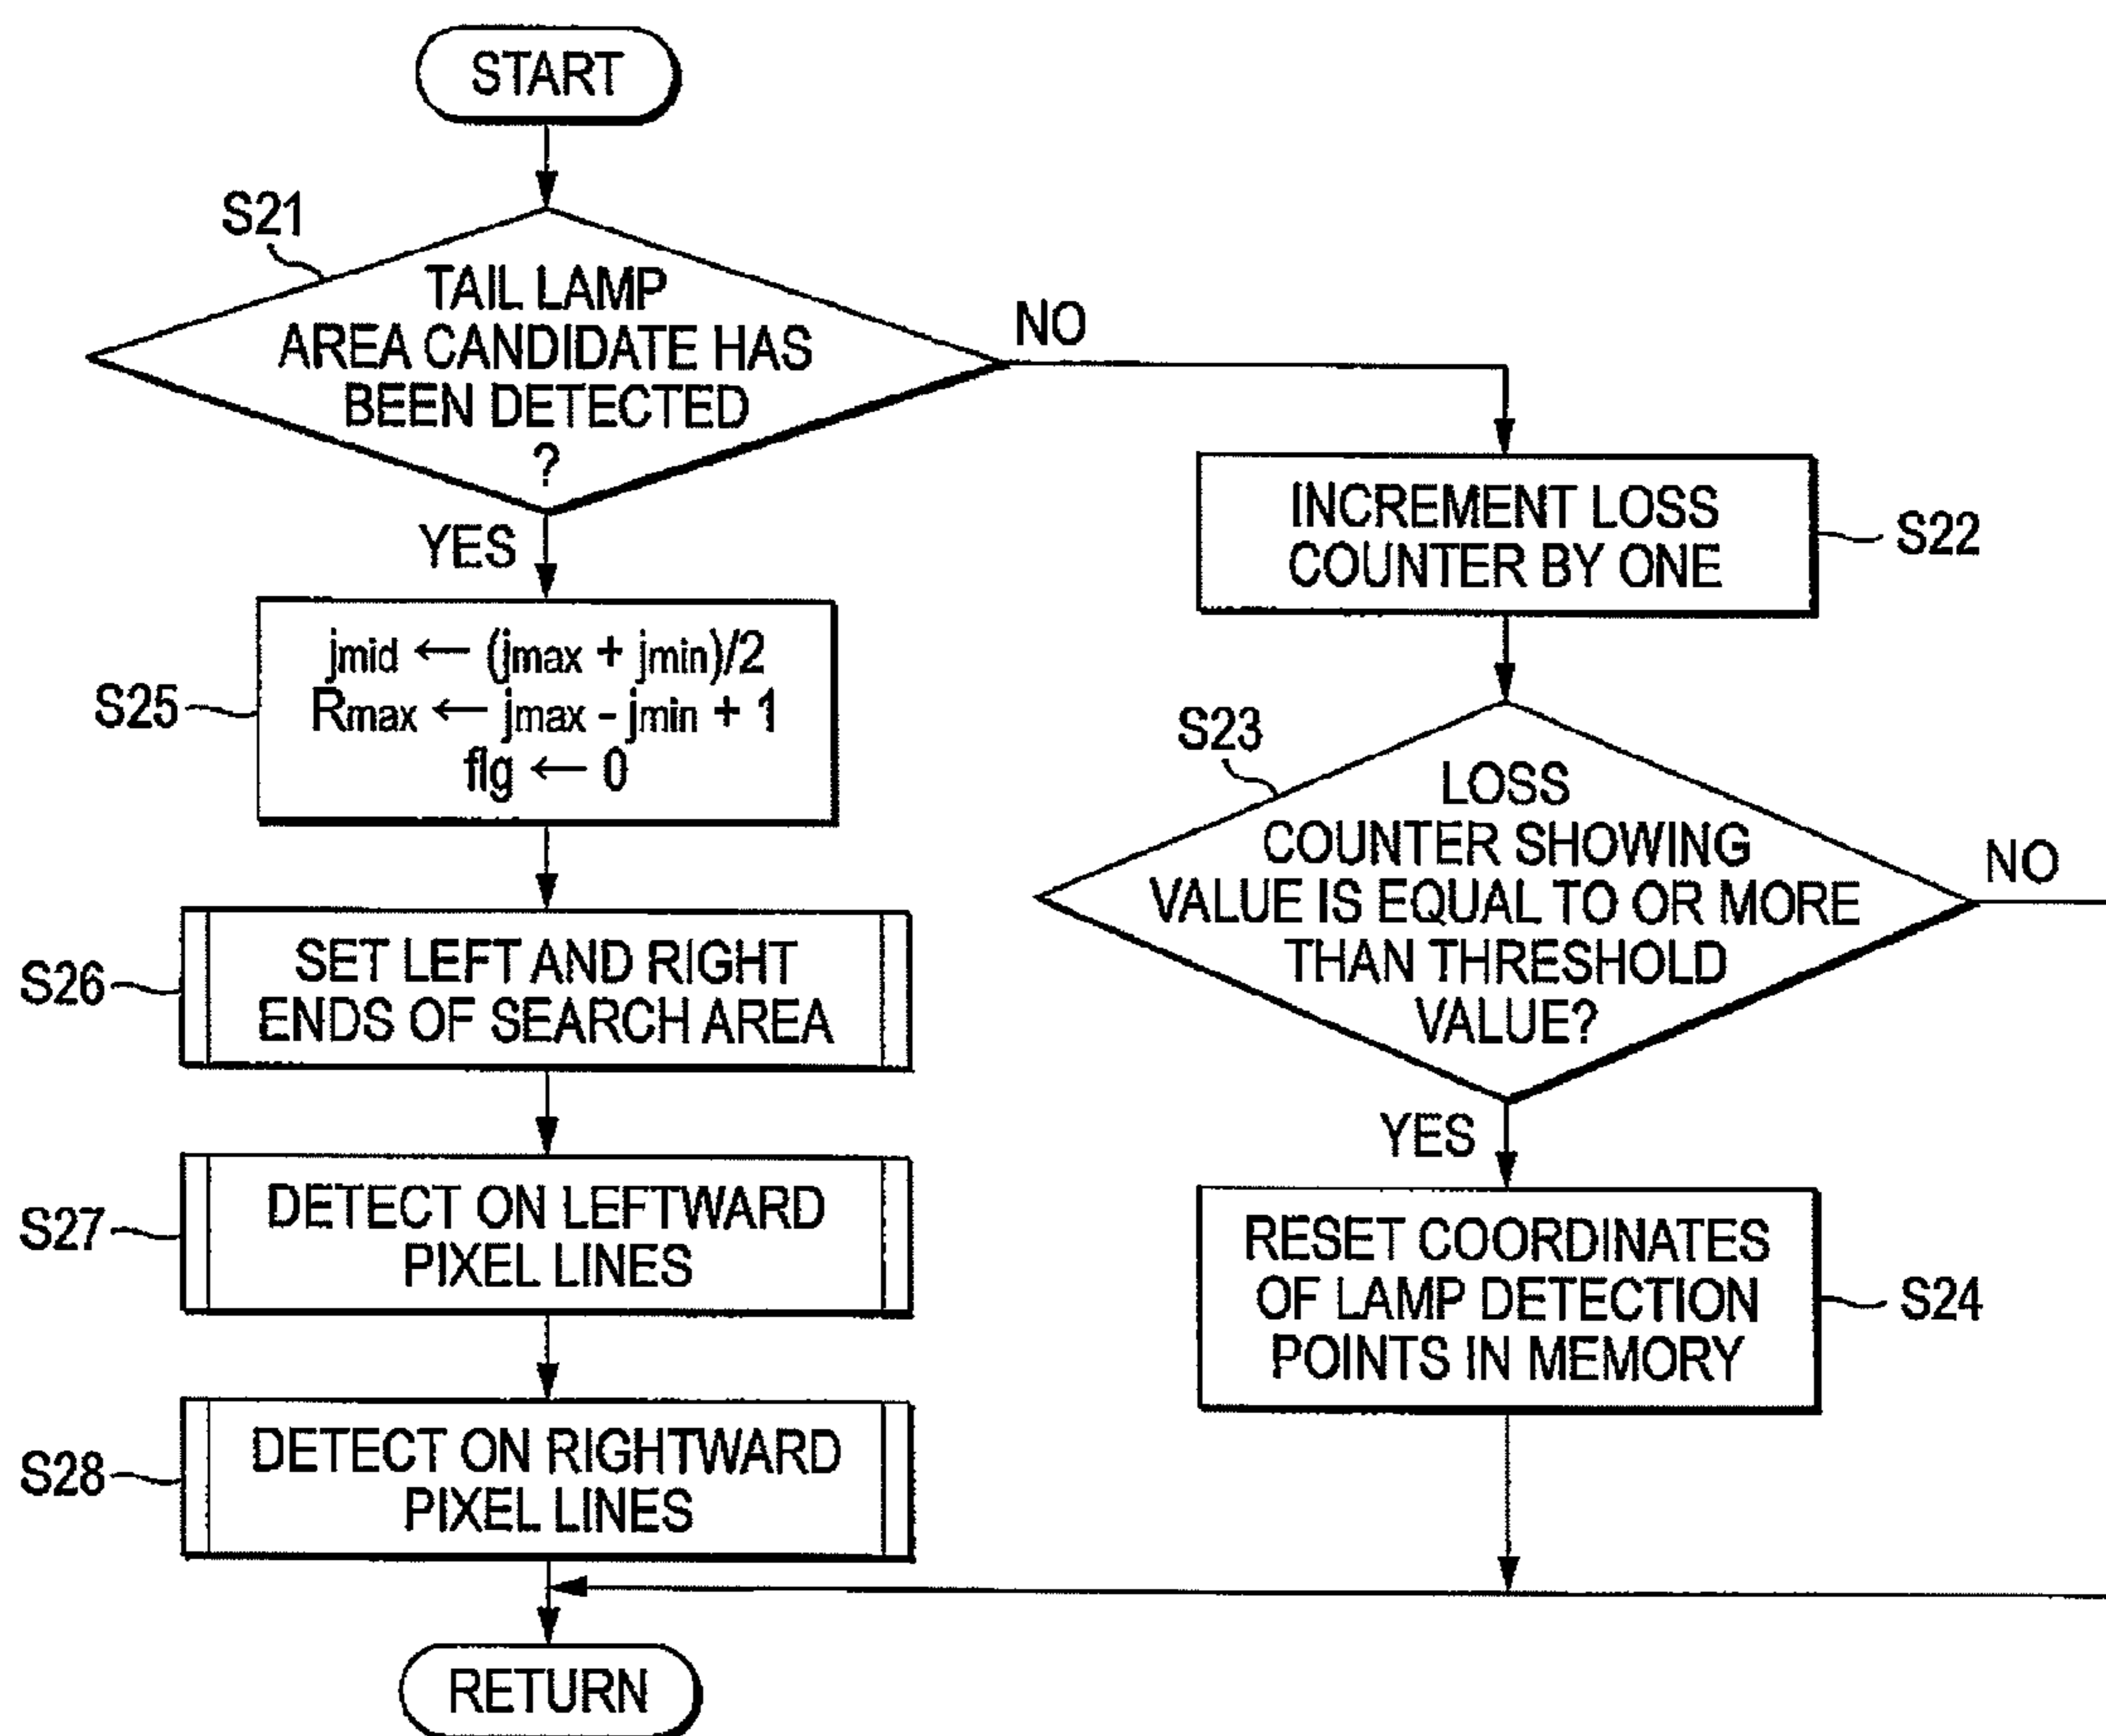 START
S21
TAIL LAMP
AREA CANDIDATE HAS
BEEN DETECTED
?
NO
YES
INCREMENT LOSS
COUNTER BY ONE
S22
S25
jmid ← (jmax + jmin)/2
Rmax ← jmax - jmin + 1
flg ← 0
S23
LOSS
COUNTER SHOWING
VALUE IS EQUAL TO OR MORE
THAN THRESHOLD
VALUE?
NO
YES
S26
SET LEFT AND RIGHT
ENDS OF SEARCH AREA
S27
DETECT ON LEFTWARD
PIXEL LINES
RESET COORDINATES
OF LAMP DETECTION
POINTS IN MEMORY
S24
S28
DETECT ON RIGHTWARD
PIXEL LINES
RETURN